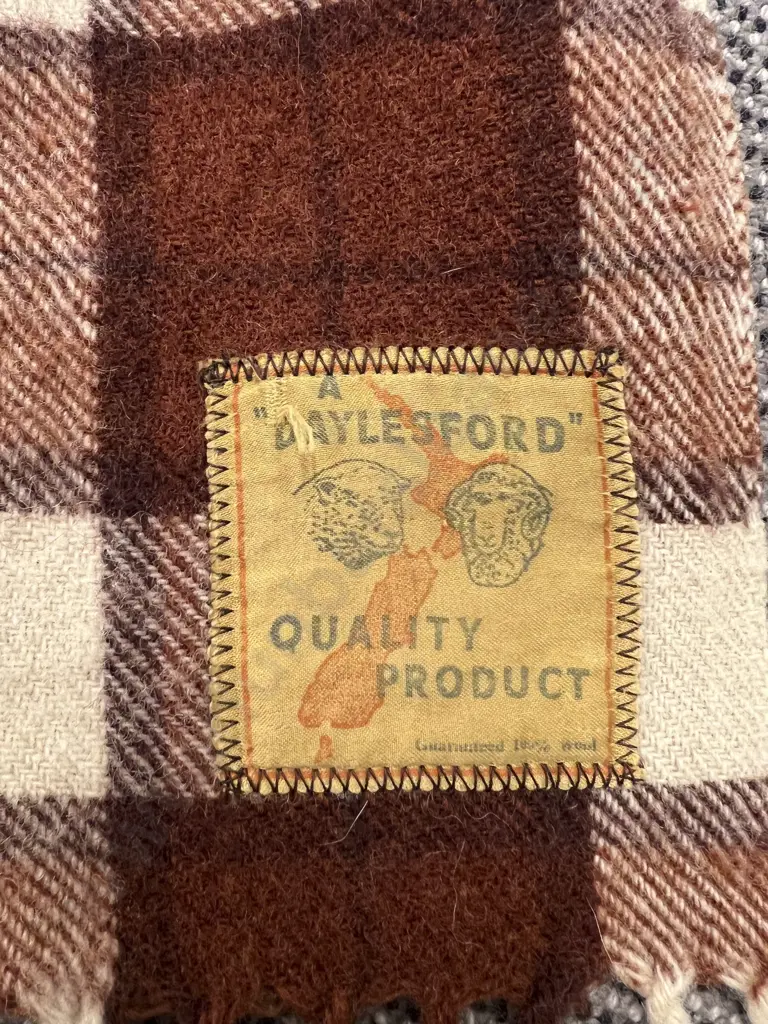 A
"DAYLESFORD"
QUALITY
PRODUCT
Guaranteed 100% Wool